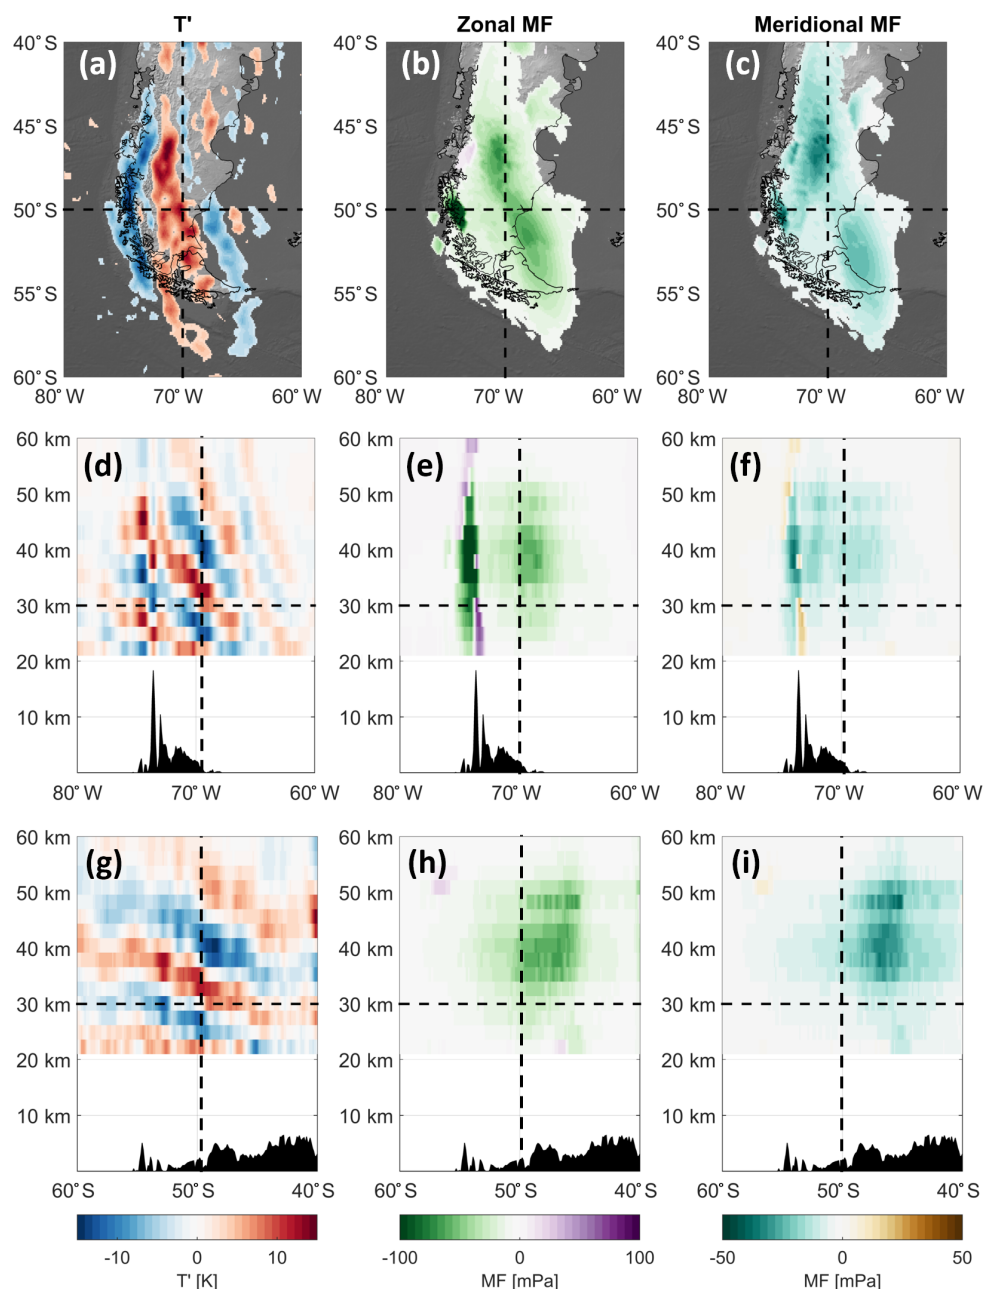 T' Zonal MF Meridional MF
40°S 40°S 40°S
(a) (b) (c)
45°S 45°S 45°S
50°S 50°S 50°S
55°S 55°S 55°S
60°S 60°S 60°S
80°W 70°W 60°W 80°W 70°W 60°W 80°W 70°W 60°W
60 km 60 km 60 km
(d) (e) (f)
50 km 50 km 50 km
40 km 40 km 40 km
30 km 30 km 30 km
20 km 20 km 20 km
10 km 10 km 10 km
80°W 70°W 60°W 80°W 70°W 60°W 80°W 70°W 60°W
60 km 60 km 60 km
(g) (h) (i)
50 km 50 km 50 km
40 km 40 km 40 km
30 km 30 km 30 km
20 km 20 km 20 km
10 km 10 km 10 km
60°S 50°S 40°S 60°S 50°S 40°S 60°S 50°S 40°S
-10 0 10 -100 0 100 -50 0 50
T' [K] MF [mPa] MF [mPa]